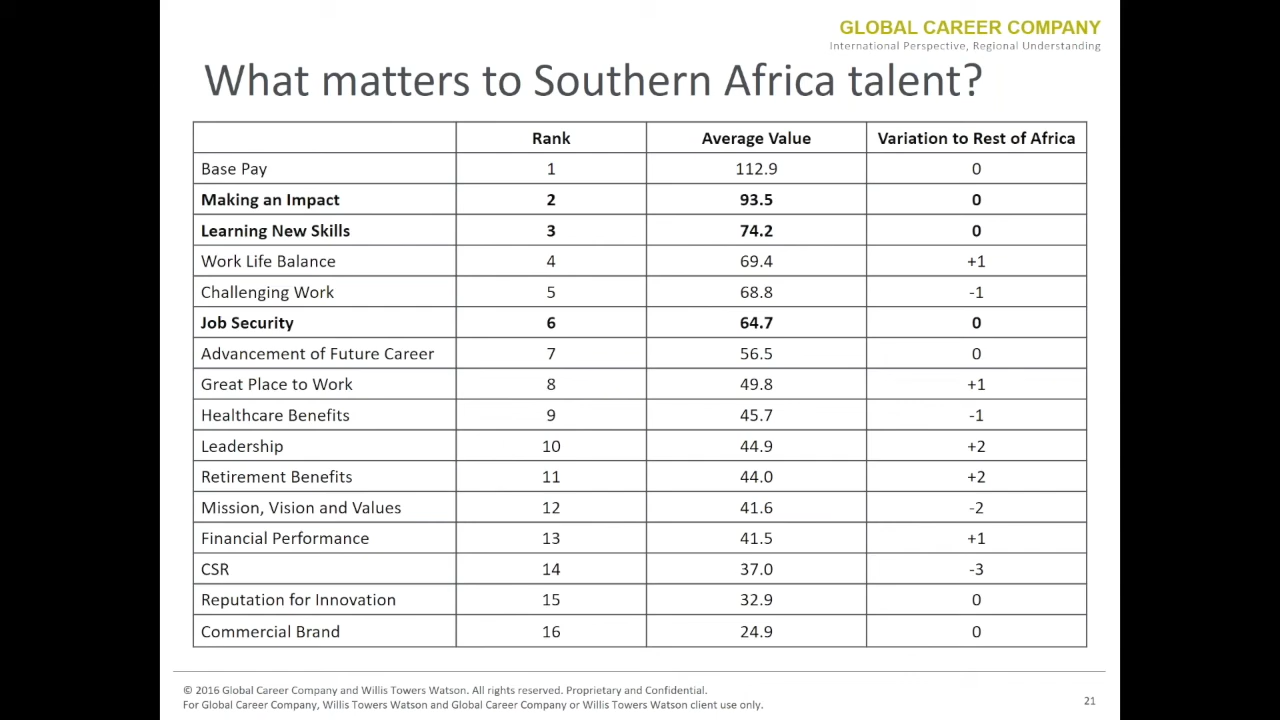 GLOBAL CAREER COMPANY
International Perspective, Regional Understanding
What matters to Southern Africa talent?
Rank Average Value Variation to Rest of Africa
Base Pay 1 112.9 0
Making an Impact 2 93.5 0
Learning New Skills 3 74.2 0
Work Life Balance 4 69.4 +1
Challenging Work 5 68.8 -1
Job Security 6 64.7 0
Advancement of Future Career 7 56.5 0
Great Place to Work 8 49.8 +1
Healthcare Benefits 9 45.7 -1
Leadership 10 44.9 +2
Retirement Benefits 11 44.0 +2
Mission, Vision and Values 12 41.6 -2
Financial Performance 13 41.5 +1
CSR 14 37.0 -3
Reputation for Innovation 15 32.9 0
Commercial Brand 16 24.9 0
© 2016 Global Career Company and Willis Towers Watson. All rights reserved. Proprietary and Confidential.
For Global Career Company, Willis Towers Watson and Global Career Company or Willis Towers Watson client use only.
21